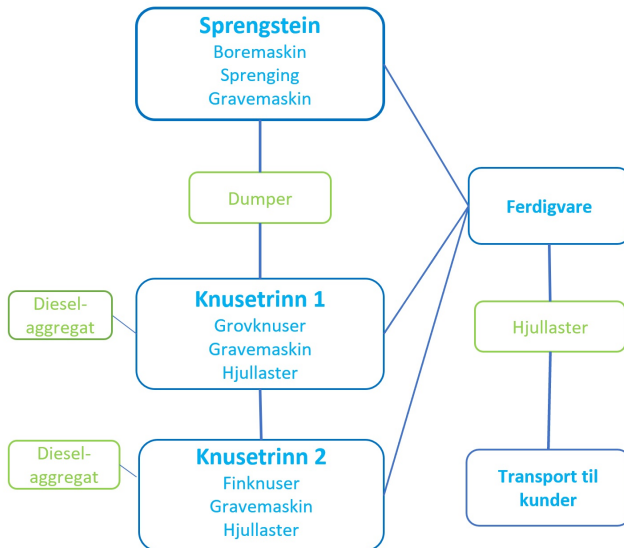 Sprengstein
Boremaskin
Sprenging
Gravemaskin
Dumper
Ferdigvare
Diesel-
aggregat
Knusetrinn 1
Grovknuser
Gravemaskin
Hjullaster
Hjullaster
Diesel-
aggregat
Knusetrinn 2
Finknuser
Gravemaskin
Hjullaster
Transport til
kunder